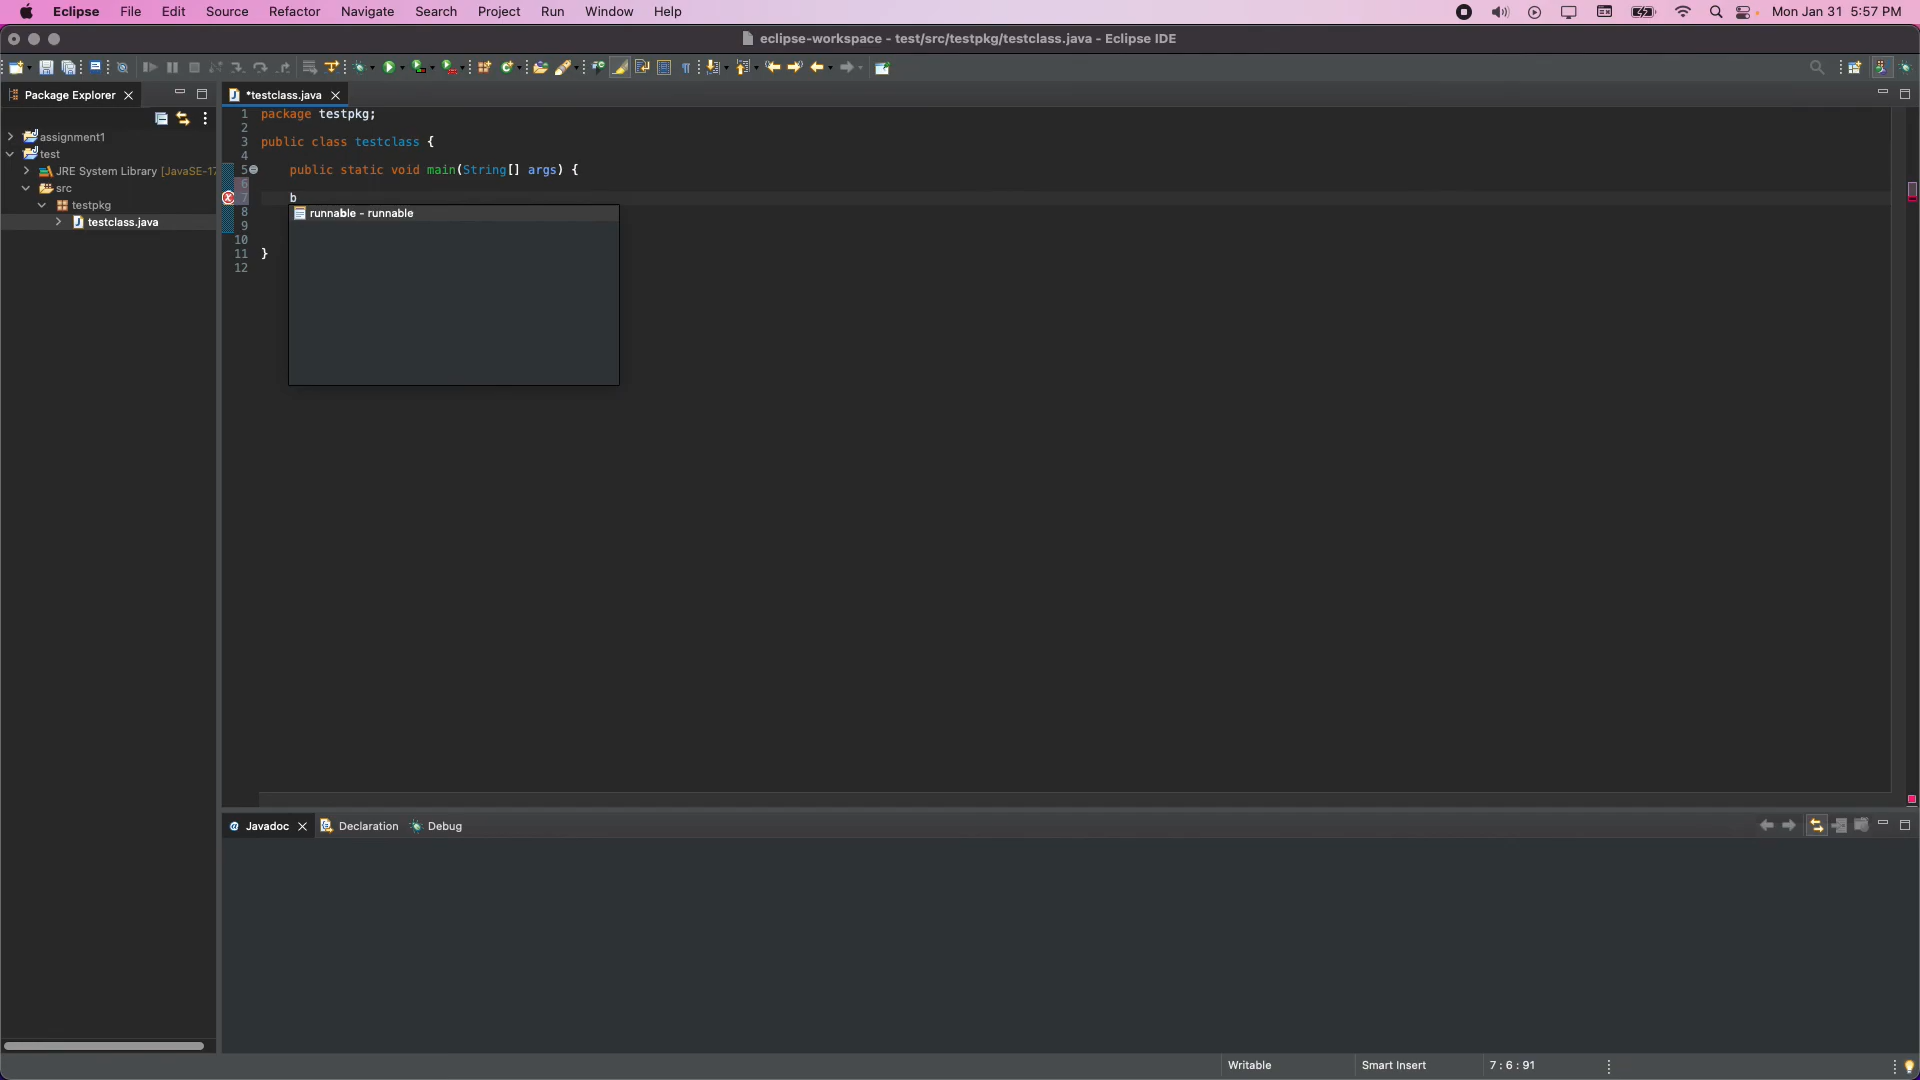 Eclipse File Edit Source Refactor Navigate Search Project Run Window Help Mon Jan 31 5:57 PM
eclipse-workspace - test/src/testpkg/testclass.java - Eclipse IDE
Package Explorer
*testclass.java
assignment1
test
JRE System Library [JavaSE-17
src
testpkg
testclass.java
1 package testpkg;
2
3 public class testclass {
4
5 public static void main(String[] args) {
6
7 b
runnable - runnable
8
9
10
11 }
12
Javadoc Declaration Debug
Writable Smart Insert 7 : 6 : 91